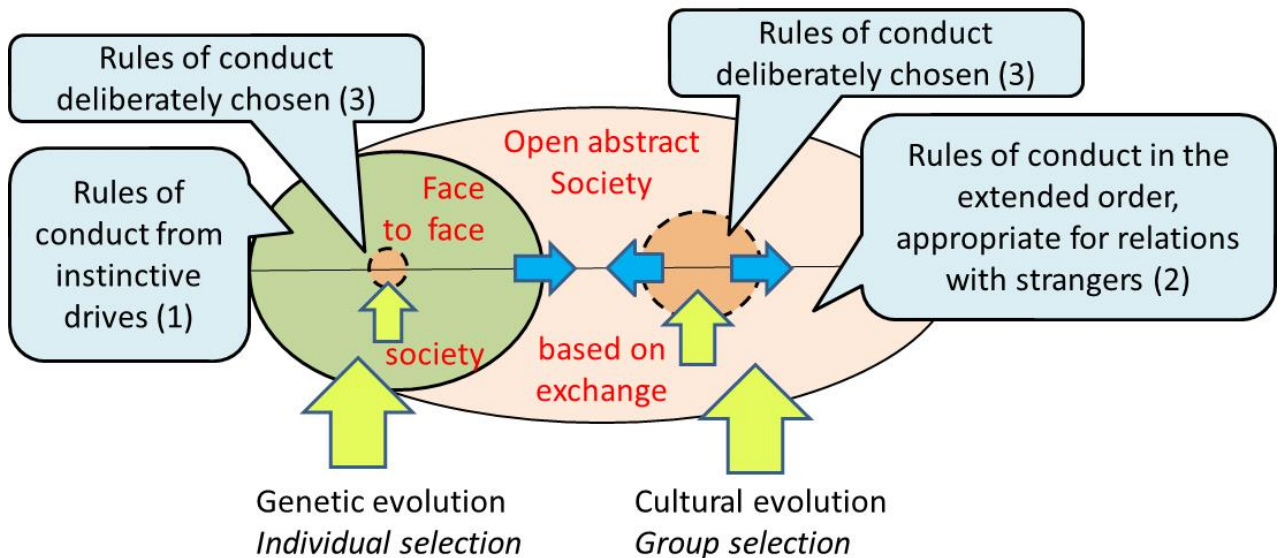 Rules of conduct
deliberately chosen (3)
Rules of conduct
deliberately chosen (3)
Rules of
conduct from
instinctive
drives (1)
Face
to face
society
Open abstract
Society
based on
exchange
Rules of conduct in the
extended order,
appropriate for relations
with strangers (2)
Genetic evolution
Individual selection
Cultural evolution
Group selection